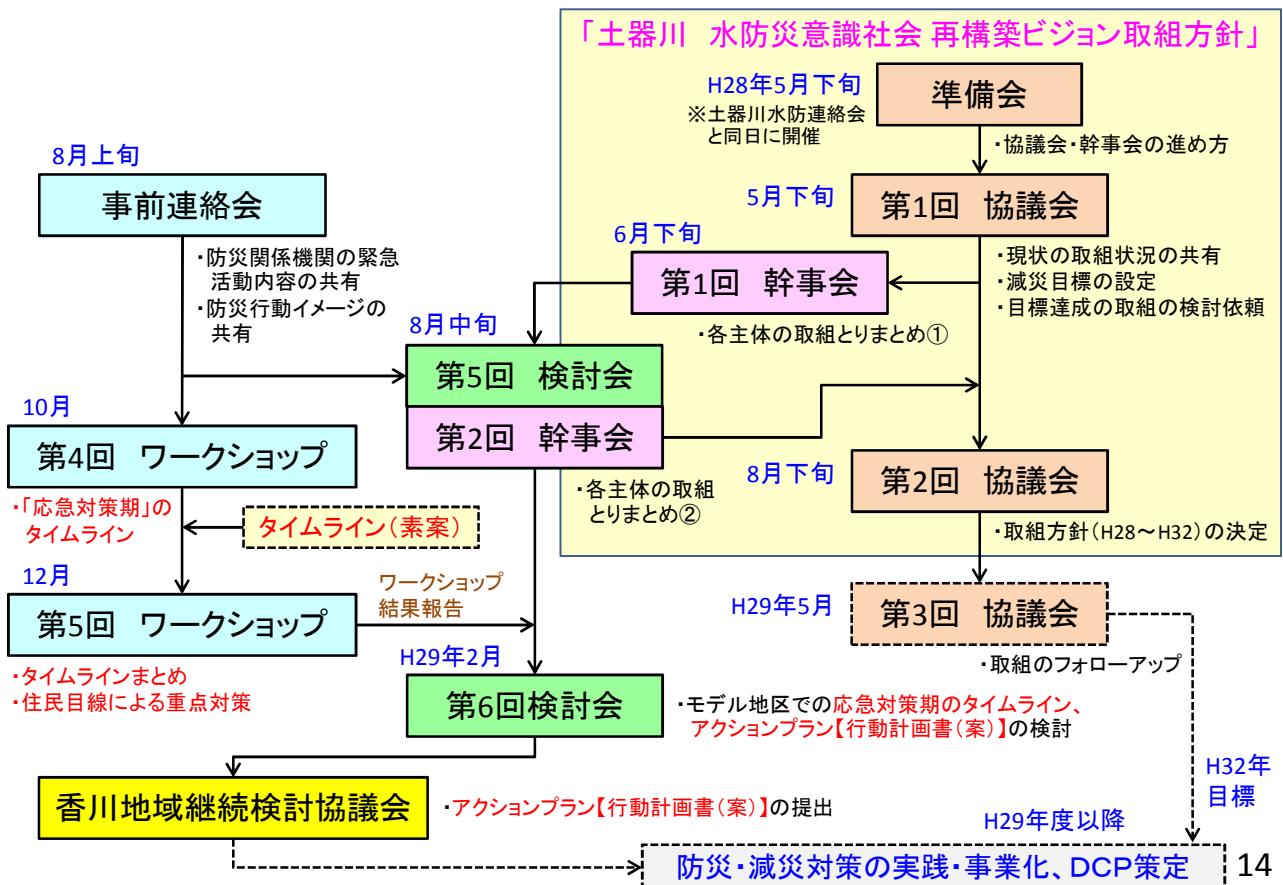 「土器川　水防災意識社会 再構築ビジョン取組方針」
H28年5月下旬
※土器川水防連絡会
と同日に開催
準備会
・協議会・幹事会の進め方
5月下旬
第1回　協議会
・現状の取組状況の共有
・減災目標の設定
・目標達成の取組の検討依頼
6月下旬
第1回　幹事会
・各主体の取組とりまとめ①
8月上旬
事前連絡会
・防災関係機関の緊急
活動内容の共有
・防災行動イメージの
共有
8月中旬
第5回　検討会
第2回　幹事会
・各主体の取組
とりまとめ②
8月下旬
第2回　協議会
・取組方針（H28～H32）の決定
10月
第4回　ワークショップ
・「応急対策期」の
タイムライン
タイムライン（素案）
12月
第5回　ワークショップ
・タイムラインまとめ
・住民目線による重点対策
ワークショップ
結果報告
H29年5月
第3回　協議会
・取組のフォローアップ
H29年2月
第6回検討会
・モデル地区での応急対策期のタイムライン、
アクションプラン【行動計画書（案）】の検討
香川地域継続検討協議会
・アクションプラン【行動計画書（案）】の提出
H32年
目標
H29年度以降
防災・減災対策の実践・事業化、DCP策定
14